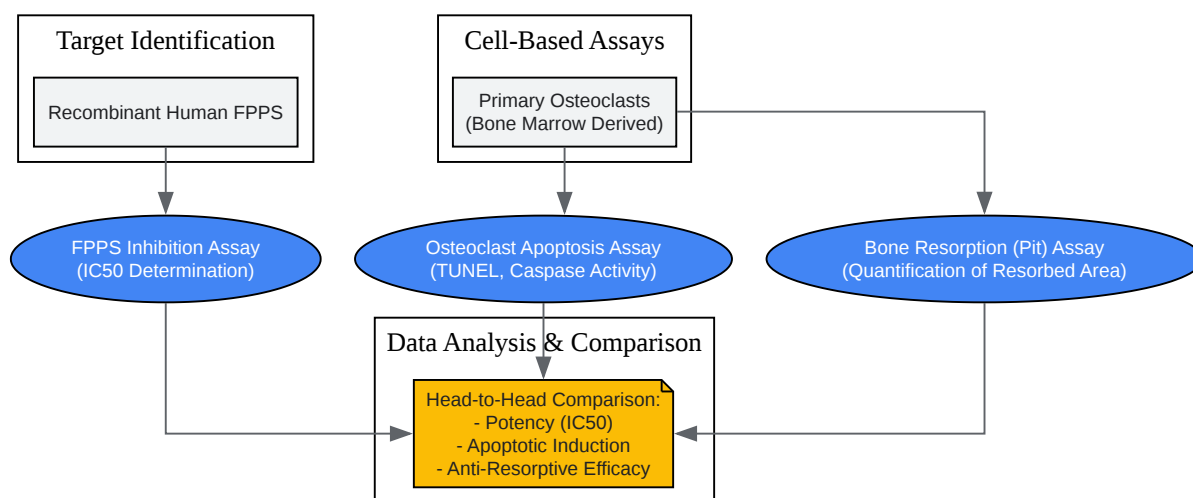 Target Identification
Recombinant Human FPPS
Cell-Based Assays
Primary Osteoclasts
(Bone Marrow Derived)
FPPS Inhibition Assay
(IC50 Determination)
Osteoclast Apoptosis Assay
(TUNEL, Caspase Activity)
Bone Resorption (Pit) Assay
(Quantification of Resorbed Area)
Data Analysis & Comparison
Head-to-Head Comparison:
- Potency (IC50)
- Apoptotic Induction
- Anti-Resorptive Efficacy